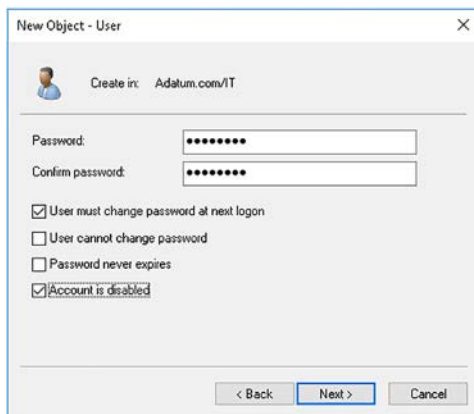 New Object - User
Create in: Adatum.com/IT
Password: ●●●●●●●●
Confirm password: ●●●●●●●●
User must change password at next logon
User cannot change password
Password never expires
Account is disabled
< Back Next > Cancel